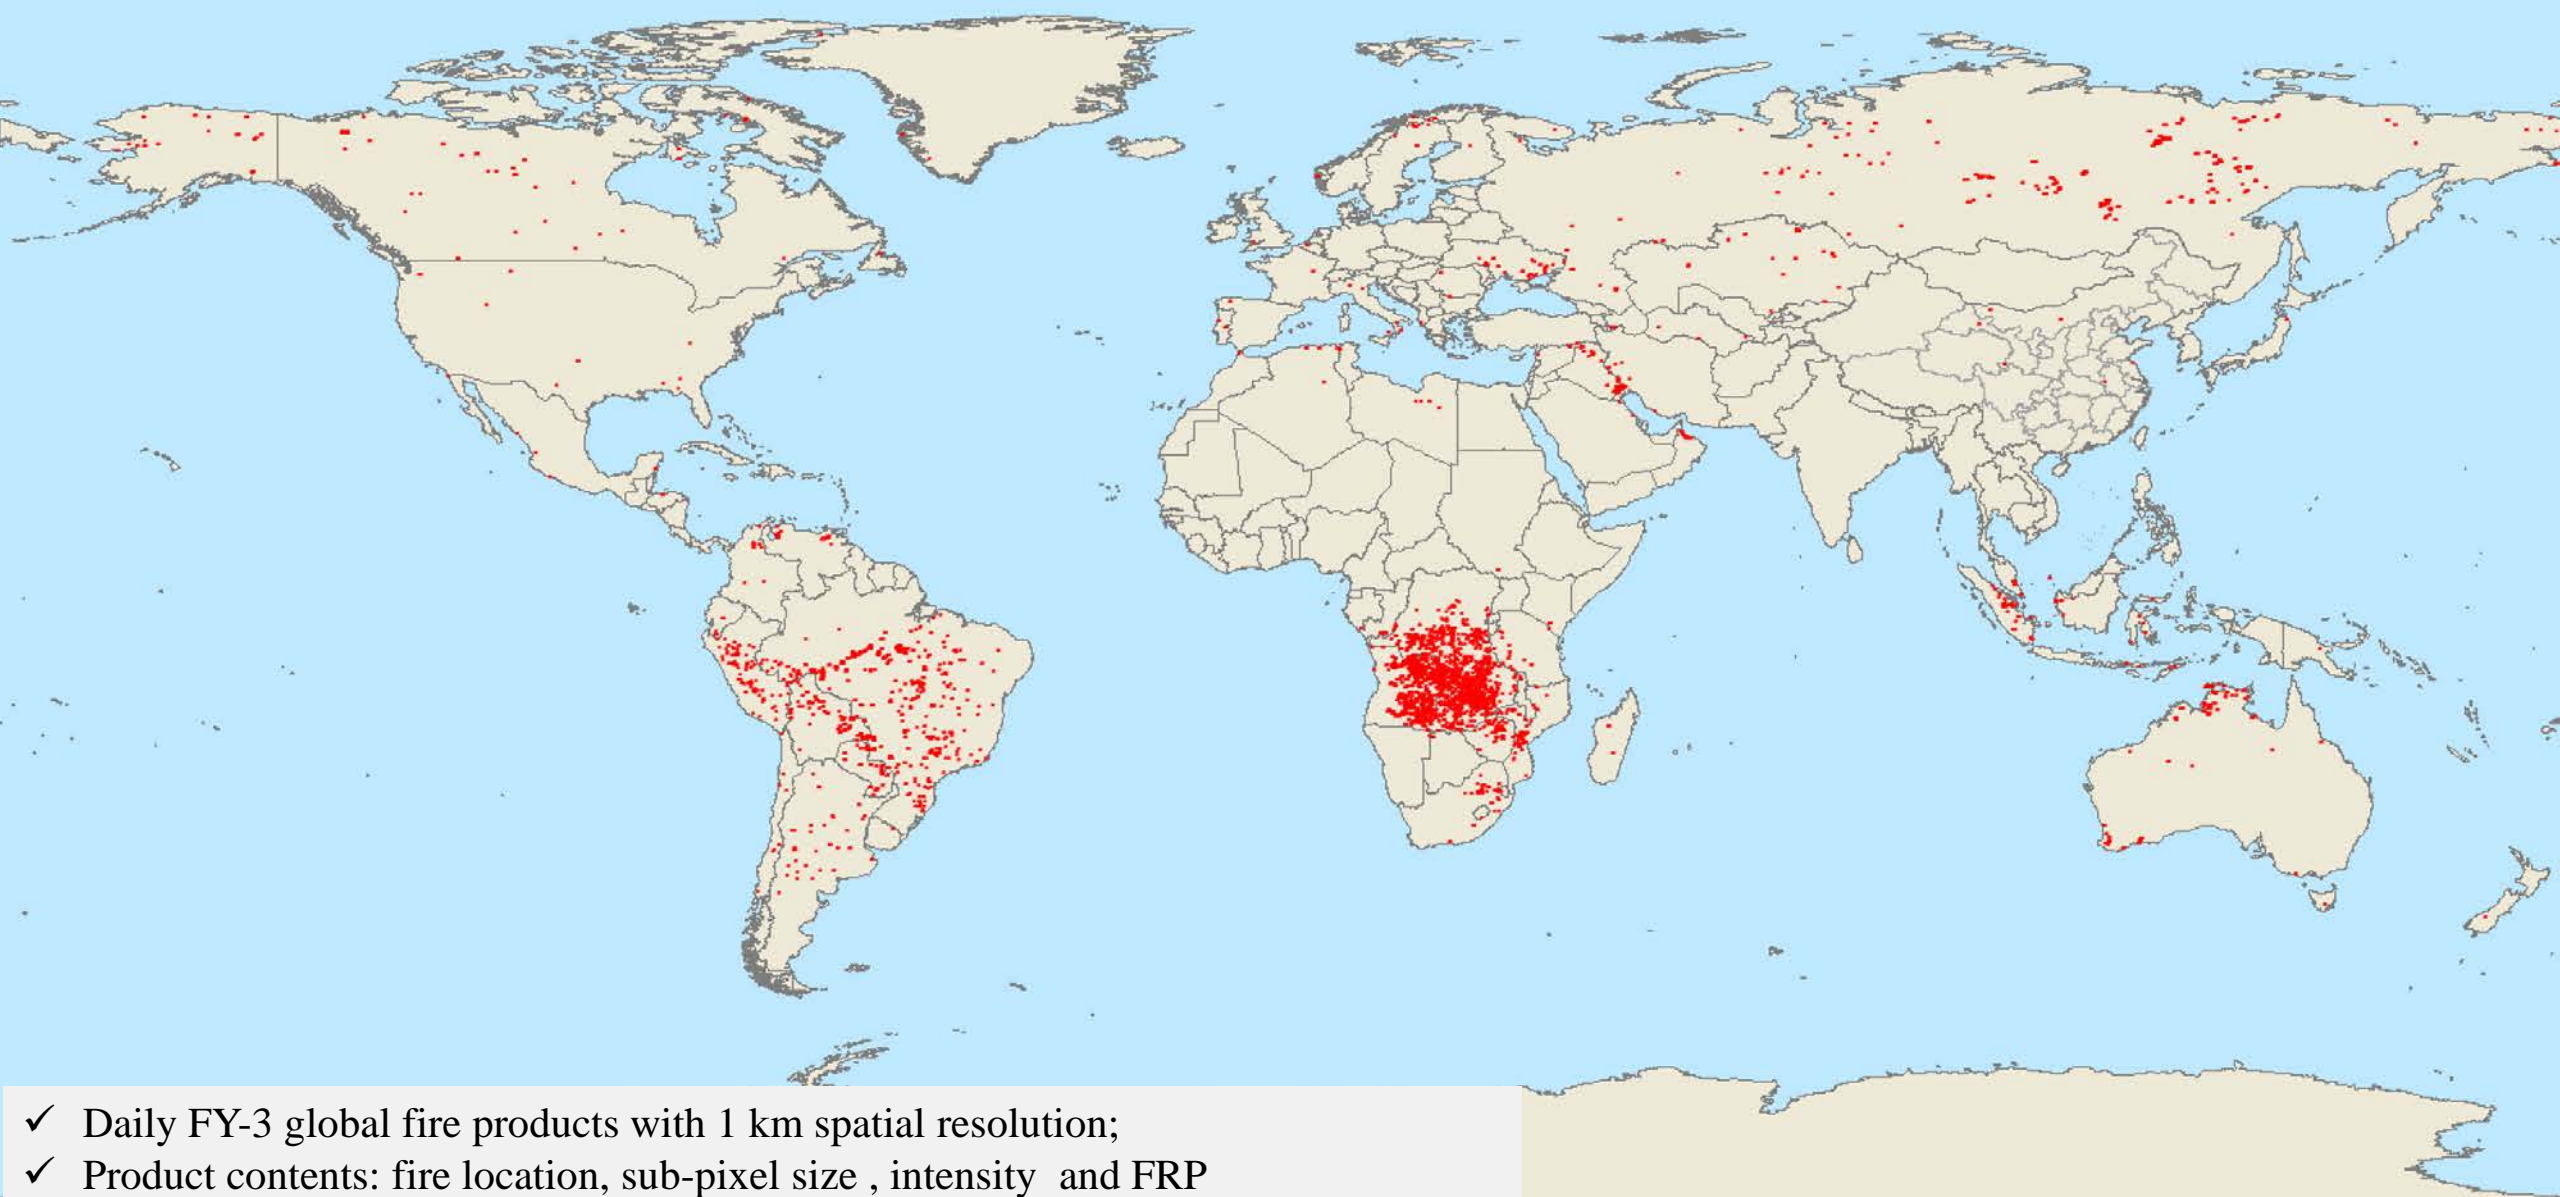 ✓ Daily FY-3 global fire products with 1 km spatial resolution;
✓ Product contents: fire location, sub-pixel size , intensity and FRP